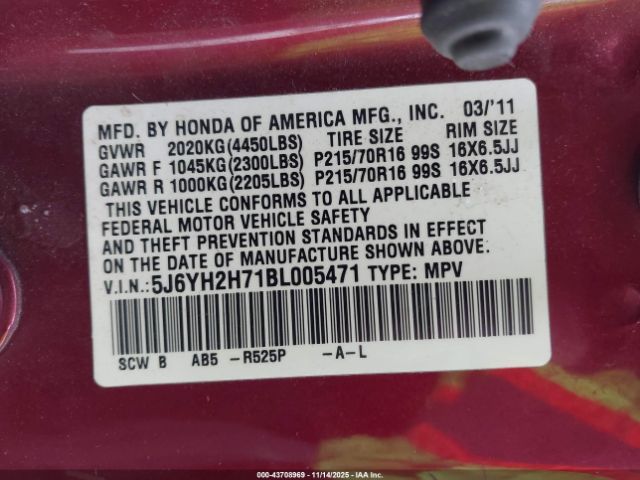 MFD. BY HONDA OF AMERICA MFG., INC. 03/'11
GVWR 2020KG(4450LBS) TIRE SIZE RIM SIZE
GAWR F 1045KG(2300LBS) P215/70R16 99S 16X6.5JJ
GAWR R 1000KG(2205LBS) P215/70R16 99S 16X6.5JJ
THIS VEHICLE CONFORMS TO ALL APPLICABLE
FEDERAL MOTOR VEHICLE SAFETY
AND THEFT PREVENTION STANDARDS IN EFFECT
ON THE DATE OF MANUFACTURE SHOWN ABOVE.
V.I.N.:5J6YH2H71BL005471 TYPE: MPV
SCW B AB5 -R525P -A-L
000-43708969 - 11/14/2025 - IAAI.com